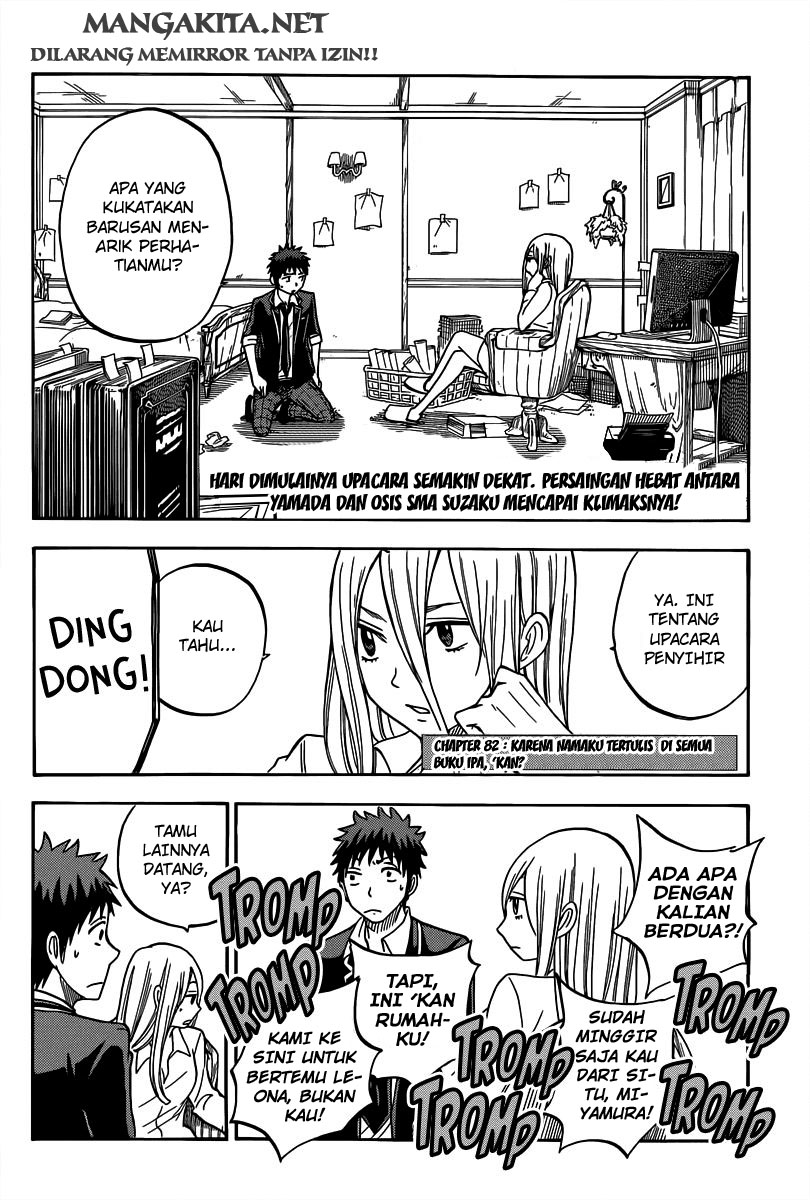 MANGAKITA.NET
DILARANG MEMIRROR TANPA IZIN!!
APA YANG
KUKATAKAN
BARUSAN MEN-
ARIK PERHA-
TIANMU?
HARI DIMULAINYA UPACARA SEMAKIN DEKAT. PERSAINGAN HEBAT ANTARA
YAMADA DAN OSIS SMA SUZAKU MENCAPAI KLIMAKSNYA!
YA. INI
TENTANG
UPACARA
PENYIHIR
KAU
TAHU...
DING
DONG!
CHAPTER 82 : KARENA NAMAKU TERTULIS DI SEMUA
BUKU IPA, 'KAN?
TAMU
LAINNYA
DATANG,
YA?
ADA APA
DENGAN
KALIAN
BERDUA?!
TROMP
TROMP
TAPI,
INI 'KAN
RUMAH-
KU!
KAMI KE
SINI UNTUK
BERTEMU LE-
ONA, BUKAN
KAU!
SUDAH
MINGGIR
SAJA KAU
DARI SI-
TU, MI-
YAMURA!
TROMP
TROMP
TROMP
TROMP